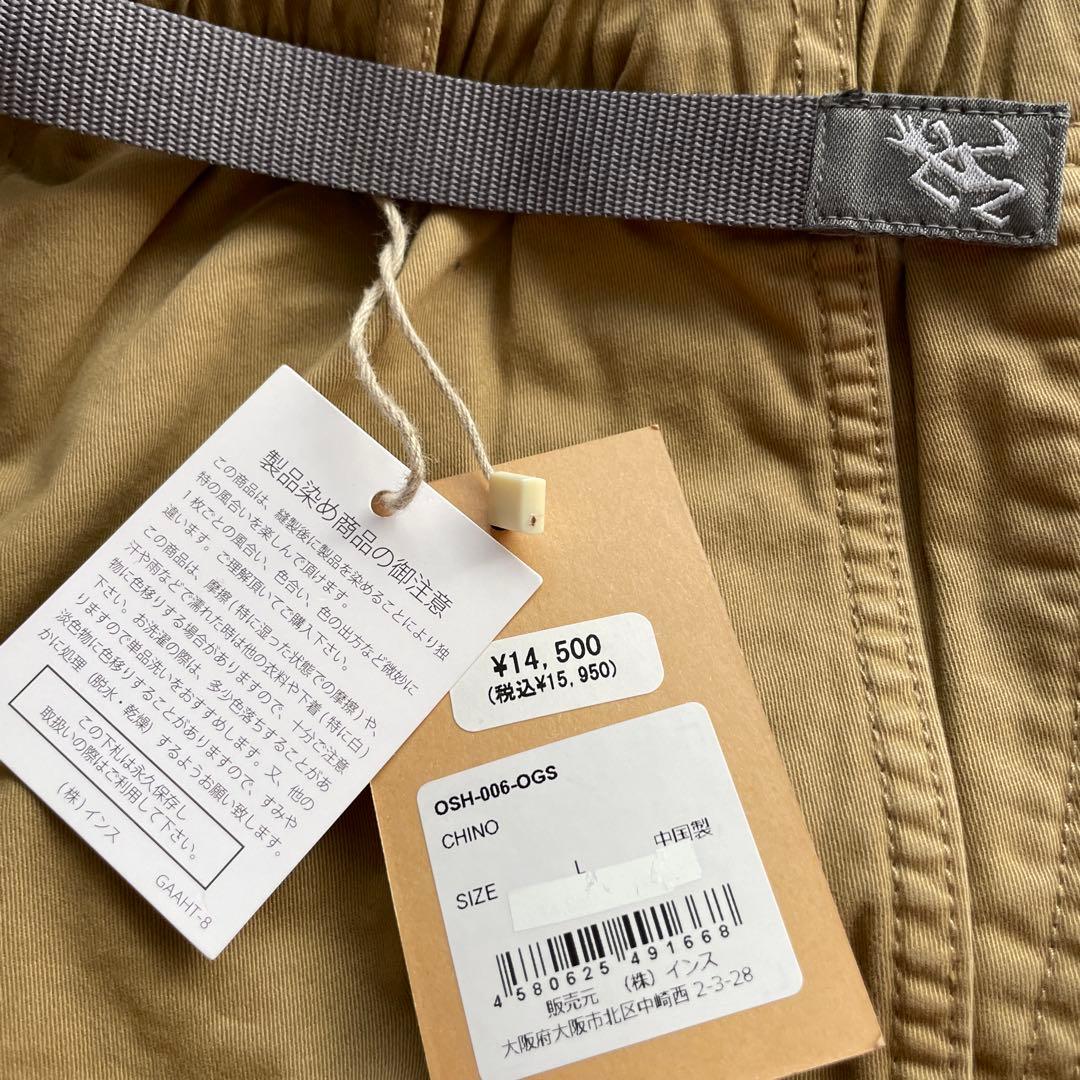 製品染め商品の御注意
この商品は、縫製後に製品を染めることにより独
特の風合いを楽しんで頂けます。
1枚ごとの風合い、色合い、色の出方など微妙に
違います。ご理解頂いてご購入下さい。
この商品は、摩擦(特に湿った状態での摩擦)や、
汗や雨などで濡れた時は他の衣料や下着(特に白)
物に色移りする場合がありますので、十分ご注意
下さい。お洗濯の際は、多少色落ちすることがあ
りますので単品洗いをおすすめします。又、他の
淡色物に色移りすることがありますので、すみや
かに処理(脱水・乾燥)するようお願い致します。
この下札は永久保存し
取扱いの際はご利用して下さい。
(株)インス
GAAHT-8
¥14,500
(税込¥15,950)
OSH-006-OGS
CHINO
中国製
SIZE L
4 580625 491668
販売元 (株)インス
大阪府大阪市北区中崎西 2-3-28